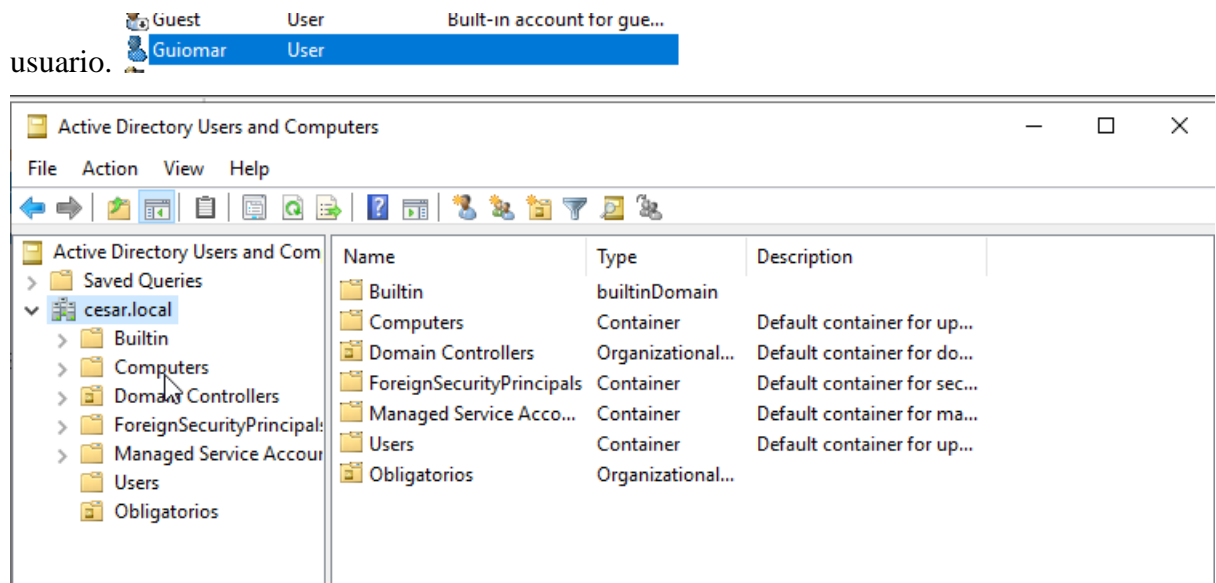 Guest User Built-in account for gue...
usuario. Guiomar User
Active Directory Users and Computers
File Action View Help
Active Directory Users and Com
Name Type Description
Saved Queries
cesar.local
Builtin
Computers
Domain Controllers
ForeignSecurityPrincipals
Managed Service Accour
Users
Obligatorios
Builtin builtinDomain
Computers Container Default container for up...
Domain Controllers Organizational... Default container for do...
ForeignSecurityPrincipals Container Default container for sec...
Managed Service Acco... Container Default container for ma...
Users Container Default container for up...
Obligatorios Organizational...